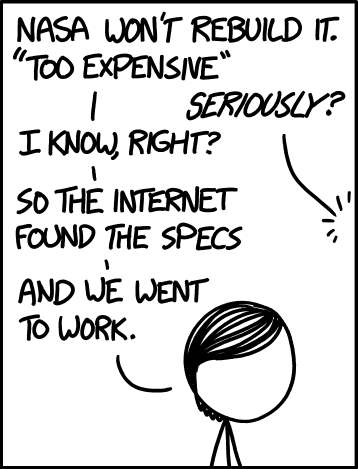 NASA WON'T REBUILD IT.
"TOO EXPENSIVE"
SERIOUSLY?
I KNOW, RIGHT?
SO THE INTERNET
FOUND THE SPECS
AND WE WENT
TO WORK.